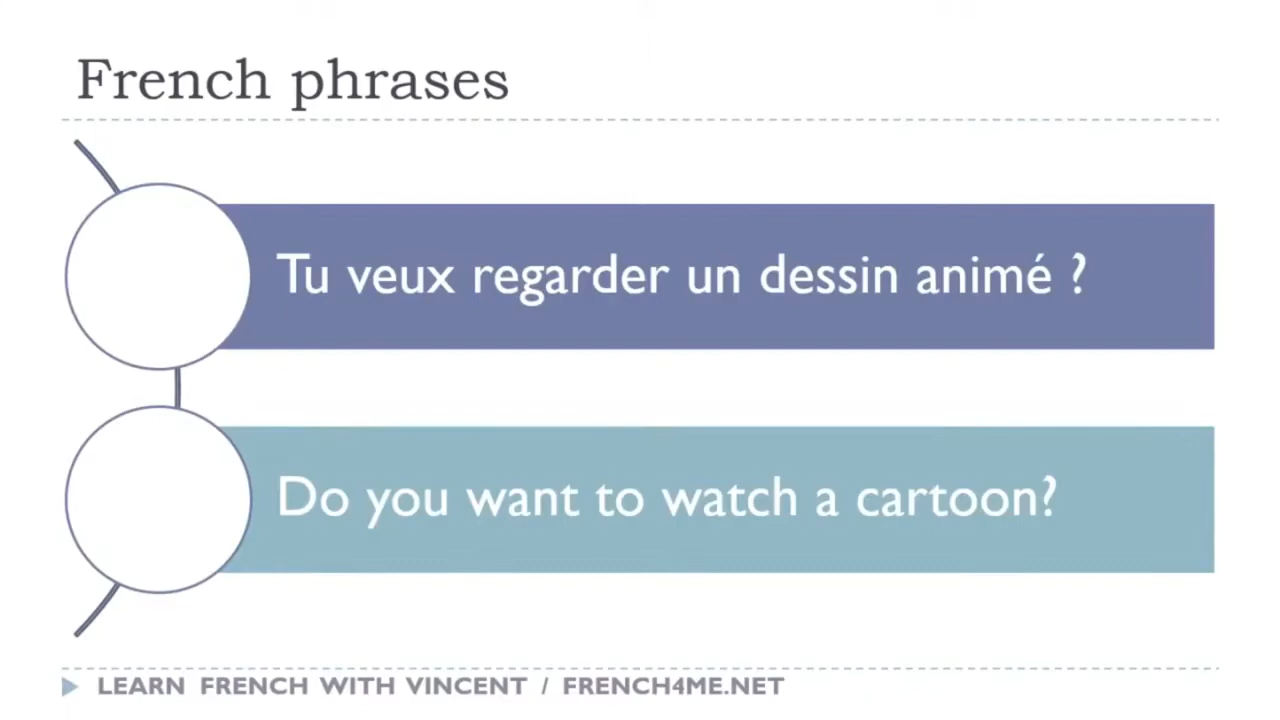 French phrases
Tu veux regarder un dessin animé ?
Do you want to watch a cartoon?
LEARN FRENCH WITH VINCENT / FRENCH4ME.NET